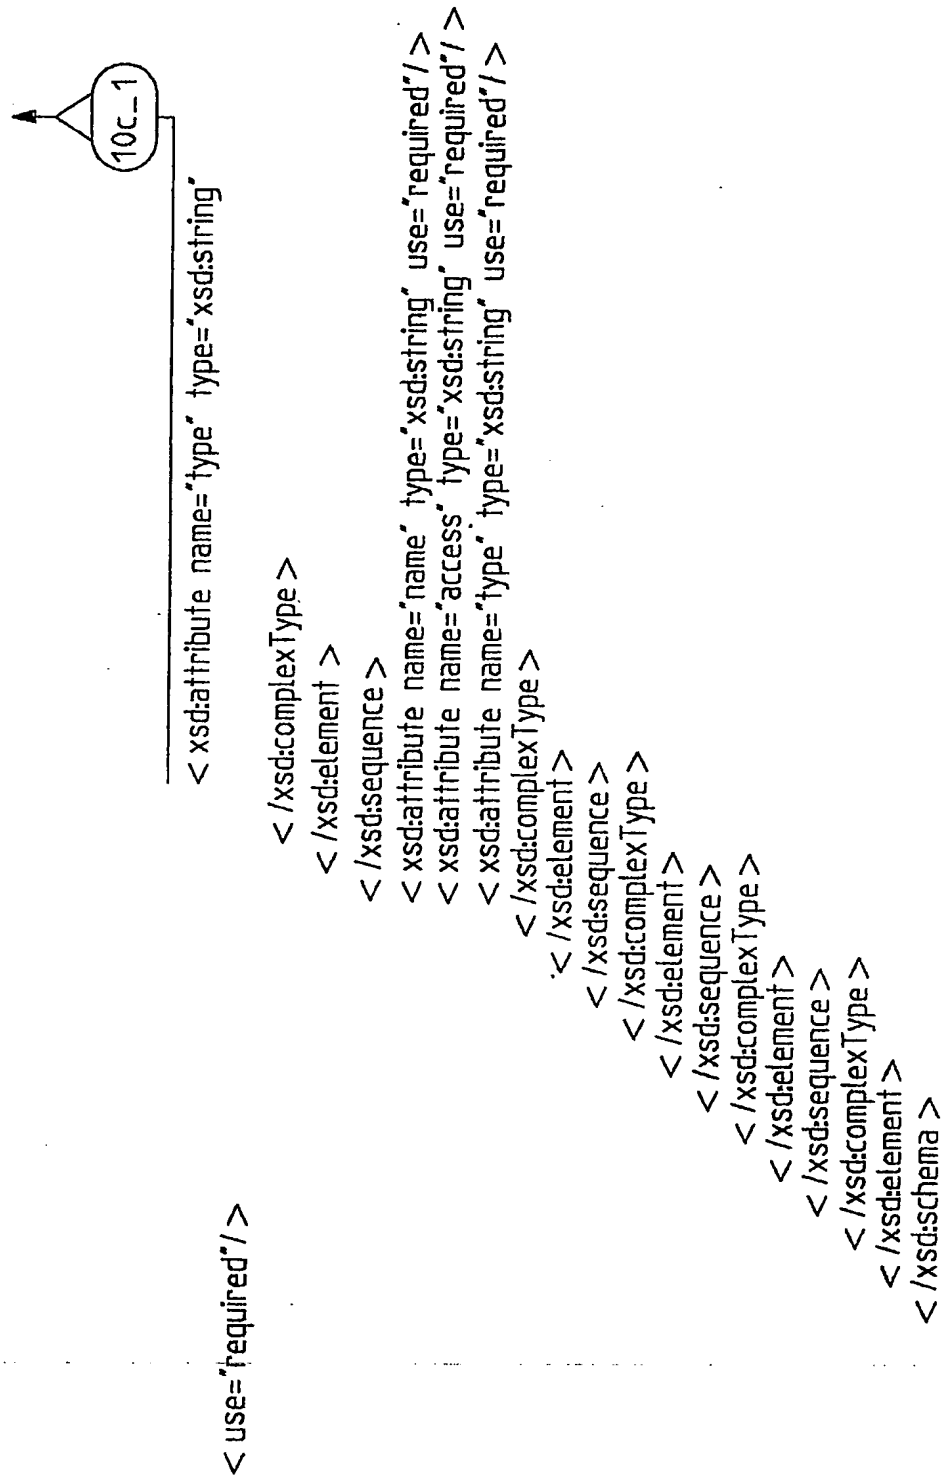 10c_1
<xsd:attribute name="type" type="xsd:string"
<use="required"/>
</xsd:complexType>
</xsd:element>
</xsd:sequence>
<xsd:attribute name="name" type="xsd:string" use="required"/>
<xsd:attribute name="access" type="xsd:string" use="required"/>
<xsd:attribute name="type" type="xsd:string" use="required"/>
</xsd:complexType>
</xsd:element>
</xsd:sequence>
</xsd:complexType>
</xsd:element>
</xsd:sequence>
</xsd:complexType>
</xsd:element>
</xsd:sequence>
</xsd:complexType>
</xsd:element>
</xsd:schema>